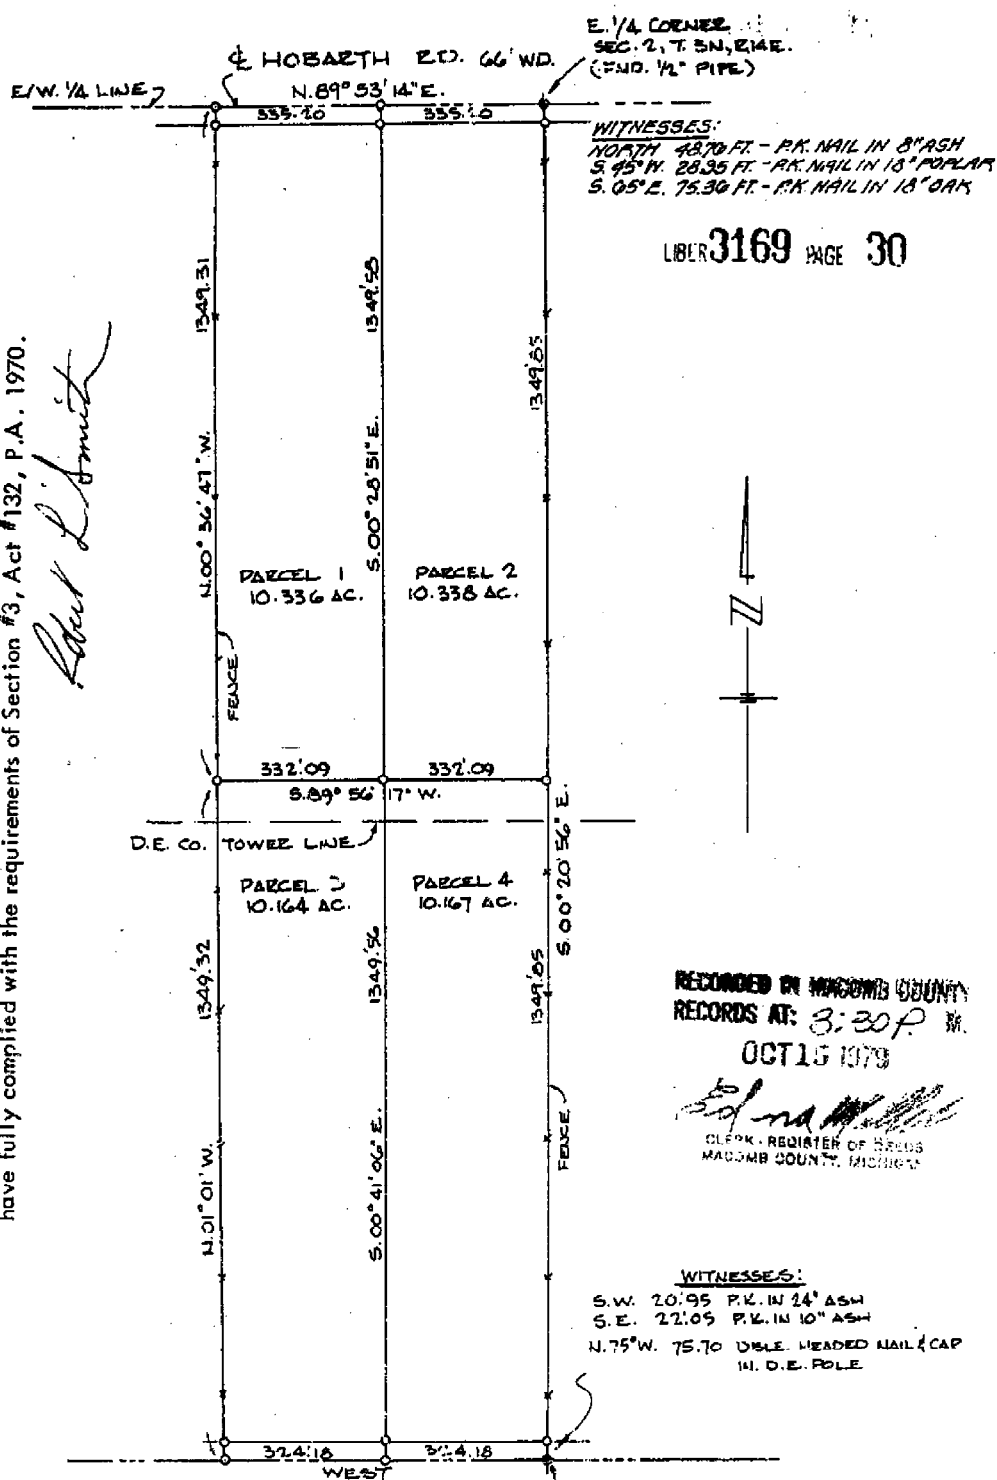 E. 1/4 CORNER
SEC. 2, T. 3N, R14E.
(FND. 1/2" PIPE)
℄ HOBARTH RD. 66' WD.
E/W. 1/4 LINE
N.89° 53' 14" E.
335.20 335.20
WITNESSES:
NORTH 48.70 FT. - P.K. NAIL IN 8" ASH
S. 45° W. 28.35 FT. - P.K. NAIL IN 18" POPLAR
S. 05° E. 75.36 FT. - P.K. NAIL IN 18" OAK
LIBER 3169 PAGE 30
1349.31
1349.58
1349.85
N.00° 36' 47" W.
S.00° 28' 51" E.
have fully complied with the requirements of Section #3, Act #132, P.A. 1970.
Robert L Smith
PARCEL 1
10.336 AC.
PARCEL 2
10.338 AC.
N
FENCE
332.09 332.09
S.89° 56' 17" W.
S.00° 20' 56" E.
D.E. CO. TOWER LINE
PARCEL 3
10.164 AC.
PARCEL 4
10.167 AC.
1349.32
1349.56
1349.85
N.01° 01' W.
S.00° 41' 06" E.
FENCE
RECORDED IN MACOMB COUNTY
RECORDS AT: 3:30 P. M.
OCT 16 1979
CLERK - REGISTER OF DEEDS
MACOMB COUNTY, MICHIGAN
WITNESSES:
S.W. 20.95 P.K. IN 24" ASH
S.E. 22.05 P.K. IN 10" ASH
N.75° W. 75.70 DBLE. HEADED NAIL & CAP
IN. D.E. POLE
324.18 324.18
WEST